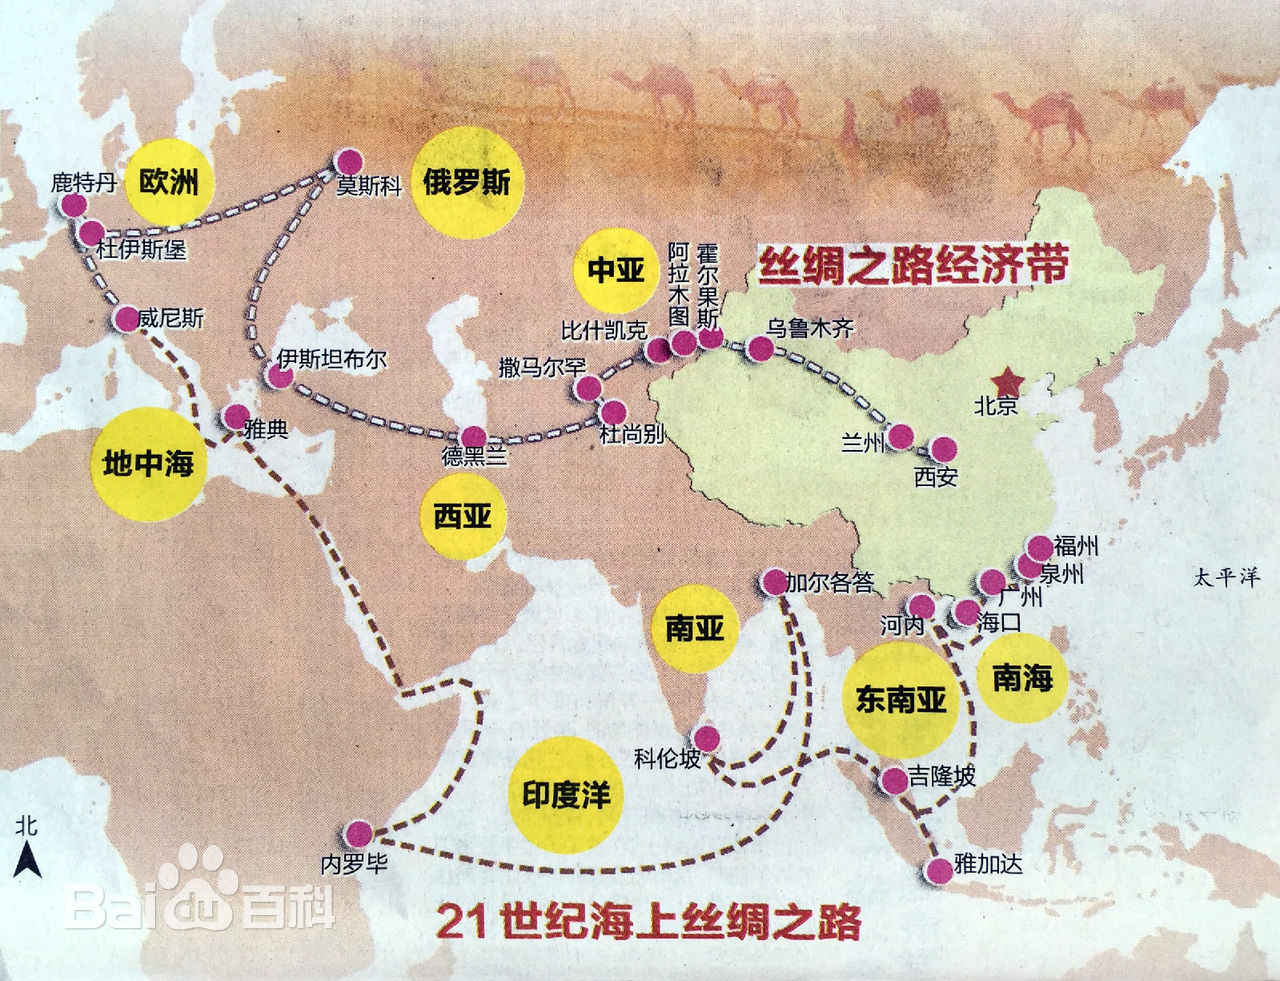 鹿特丹
欧洲
莫斯科
俄罗斯
杜伊斯堡
中亚
阿拉木图
霍尔果斯
丝绸之路经济带
威尼斯
比什凯克
乌鲁木齐
伊斯坦布尔
撒马尔罕
北京
雅典
杜尚别
兰州
德黑兰
西安
地中海
西亚
福州
泉州
太平洋
加尔各答
广州
河内
海口
南亚
南海
东南亚
科伦坡
吉隆坡
印度洋
北
内罗毕
雅加达
Bai du 百科
21世纪海上丝绸之路